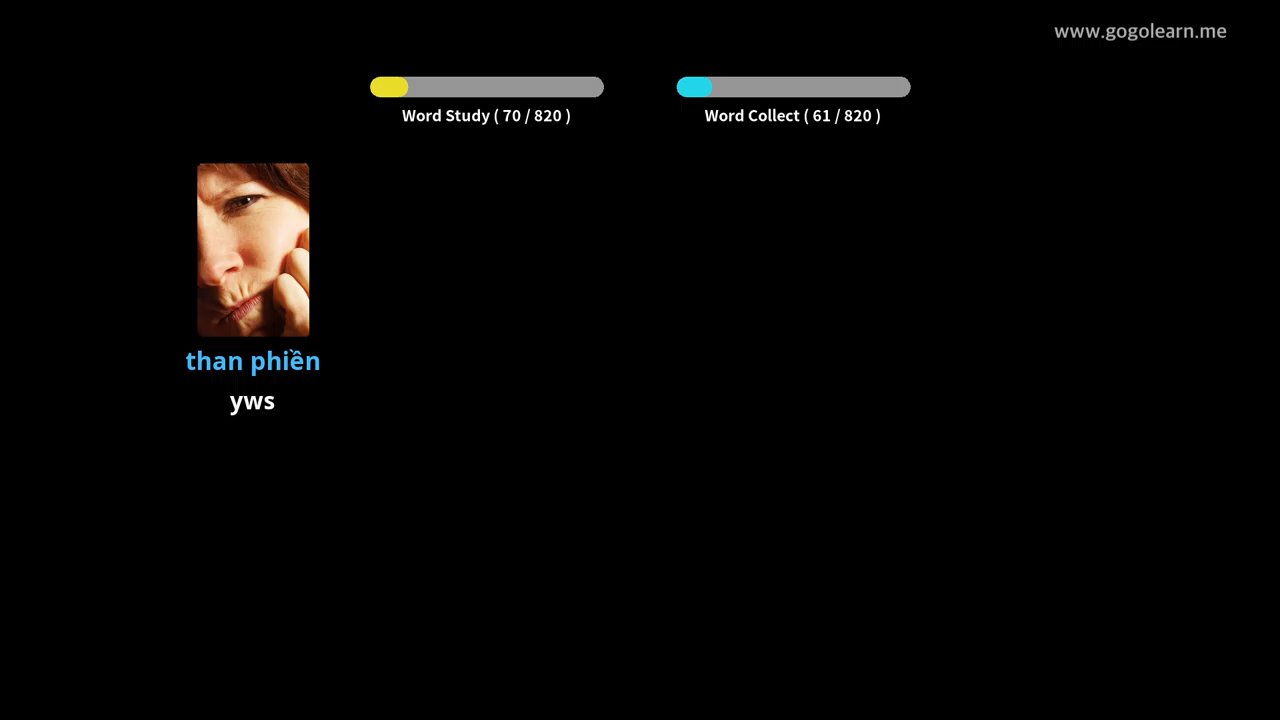 www.gogolearn.me
Word Study ( 70 / 820 )
Word Collect ( 61 / 820 )
than phiền
yws